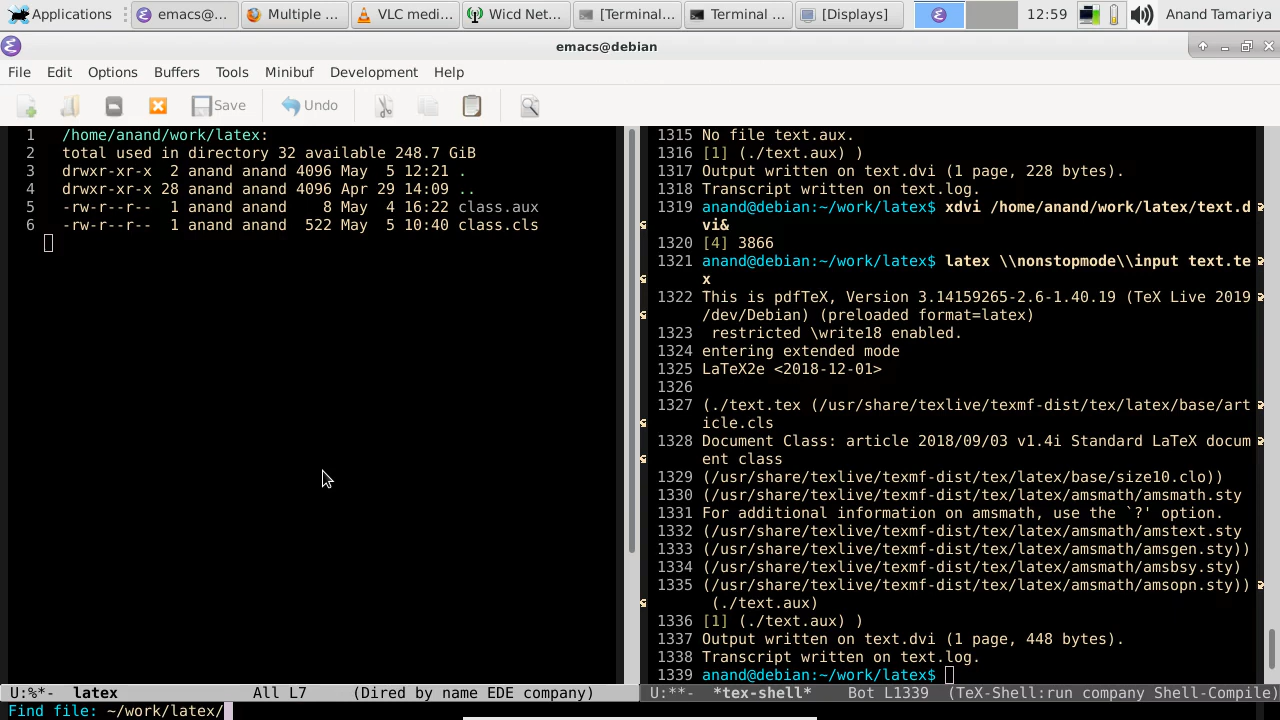 Applications emacs@... Multiple ... VLC medi... Wicd Net... [Terminal... Terminal ... [Displays] 12:59 Anand Tamariya
emacs@debian
File Edit Options Buffers Tools Minibuf Development Help
Save Undo
1 /home/anand/work/latex:
2 total used in directory 32 available 248.7 GiB
3 drwxr-xr-x 2 anand anand 4096 May 5 12:21 .
4 drwxr-xr-x 28 anand anand 4096 Apr 29 14:09 ..
5 -rw-r--r-- 1 anand anand 8 May 4 16:22 class.aux
6 -rw-r--r-- 1 anand anand 522 May 5 10:40 class.cls
U:%*- latex All L7 (Dired by name EDE company)
1315 No file text.aux.
1316 [1] (./text.aux) )
1317 Output written on text.dvi (1 page, 228 bytes).
1318 Transcript written on text.log.
1319 anand@debian:~/work/latex$ xdvi /home/anand/work/latex/text.d
vi&
1320 [4] 3866
1321 anand@debian:~/work/latex$ latex \\nonstopmode\\input text.te
x
1322 This is pdfTeX, Version 3.14159265-2.6-1.40.19 (TeX Live 2019
/dev/Debian) (preloaded format=latex)
1323 restricted \write18 enabled.
1324 entering extended mode
1325 LaTeX2e <2018-12-01>
1326
1327 (./text.tex (/usr/share/texlive/texmf-dist/tex/latex/base/art
icle.cls
1328 Document Class: article 2018/09/03 v1.4i Standard LaTeX docum
ent class
1329 (/usr/share/texlive/texmf-dist/tex/latex/base/size10.clo))
1330 (/usr/share/texlive/texmf-dist/tex/latex/amsmath/amsmath.sty
1331 For additional information on amsmath, use the `?' option.
1332 (/usr/share/texlive/texmf-dist/tex/latex/amsmath/amstext.sty
1333 (/usr/share/texlive/texmf-dist/tex/latex/amsmath/amsgen.sty))
1334 (/usr/share/texlive/texmf-dist/tex/latex/amsmath/amsbsy.sty)
1335 (/usr/share/texlive/texmf-dist/tex/latex/amsmath/amsopn.sty))
(./text.aux)
1336 [1] (./text.aux) )
1337 Output written on text.dvi (1 page, 448 bytes).
1338 Transcript written on text.log.
1339 anand@debian:~/work/latex$
U:**- *tex-shell* Bot L1339 (TeX-Shell:run company Shell-Compile)
Find file: ~/work/latex/